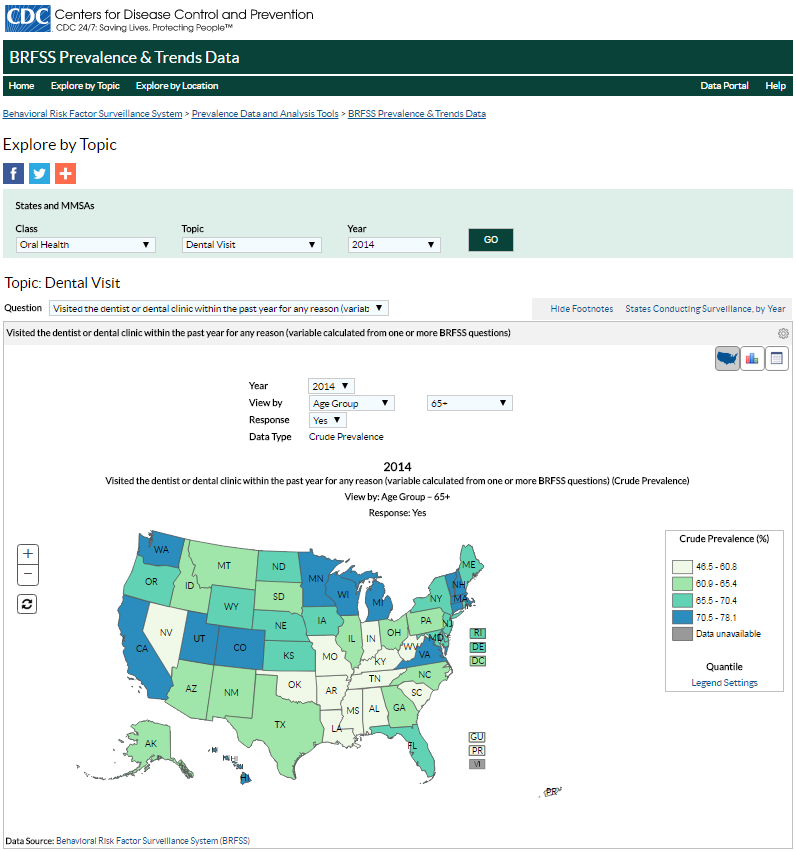 CDC Centers for Disease Control and Prevention
CDC 24/7: Saving Lives. Protecting People™
BRFSS Prevalence & Trends Data
Home Explore by Topic Explore by Location Data Portal Help
Behavioral Risk Factor Surveillance System > Prevalence Data and Analysis Tools > BRFSS Prevalence & Trends Data
Explore by Topic
f
States and MMSAs
Class Topic Year
Oral Health Dental Visit 2014 GO
Topic: Dental Visit
Question Visited the dentist or dental clinic within the past year for any reason (variab Hide Footnotes States Conducting Surveillance, by Year
Visited the dentist or dental clinic within the past year for any reason (variable calculated from one or more BRFSS questions)
Year 2014
View by Age Group 65+
Response Yes
Data Type Crude Prevalence
2014
Visited the dentist or dental clinic within the past year for any reason (variable calculated from one or more BRFSS questions) (Crude Prevalence)
View by: Age Group – 65+
Response: Yes
Crude Prevalence (%)
46.5 - 60.8
60.9 - 65.4
65.5 - 70.4
70.5 - 78.1
Data unavailable
Quantile
Legend Settings
+
−
WA MT ND MN ME
OR ID SD WI MI NY NH MA
WY IA PA NJ
NV UT CO NE IL IN OH MD RI
CA KS MO KY WV VA DE
DC
AZ NM OK AR TN NC
TX MS AL GA SC
LA FL
AK HI HI HI GU
PR
VI
PR
Data Source: Behavioral Risk Factor Surveillance System (BRFSS)